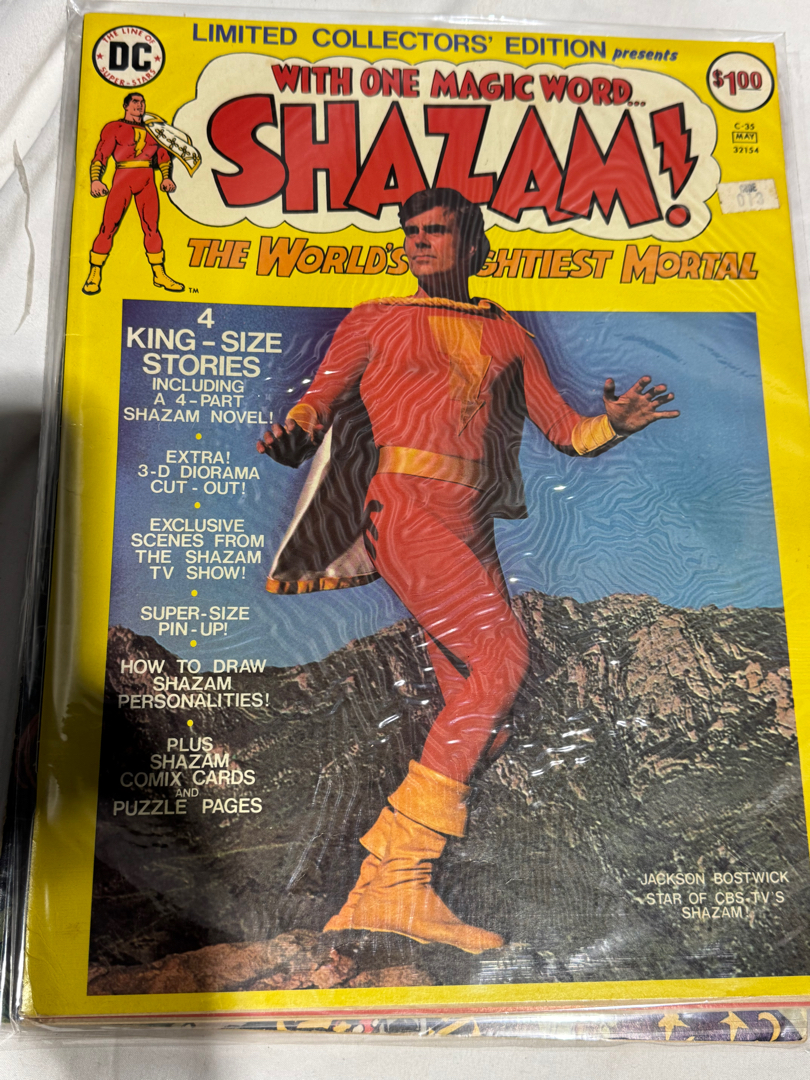 THE LINE OF
DC
SUPER-STARS
LIMITED COLLECTORS' EDITION presents
$1.00
WITH ONE MAGIC WORD...
SHAZAM!
C-35
MAY
32154
013
THE WORLD'S MIGHTIEST MORTAL
TM
4
KING-SIZE
STORIES
INCLUDING
A 4-PART
SHAZAM NOVEL!
EXTRA!
3-D DIORAMA
CUT-OUT!
EXCLUSIVE
SCENES FROM
THE SHAZAM
TV SHOW!
SUPER-SIZE
PIN-UP!
HOW TO DRAW
SHAZAM
PERSONALITIES!
PLUS
SHAZAM
COMIX CARDS
AND
PUZZLE PAGES
JACKSON BOSTWICK
STAR OF CBS-TV'S
SHAZAM!